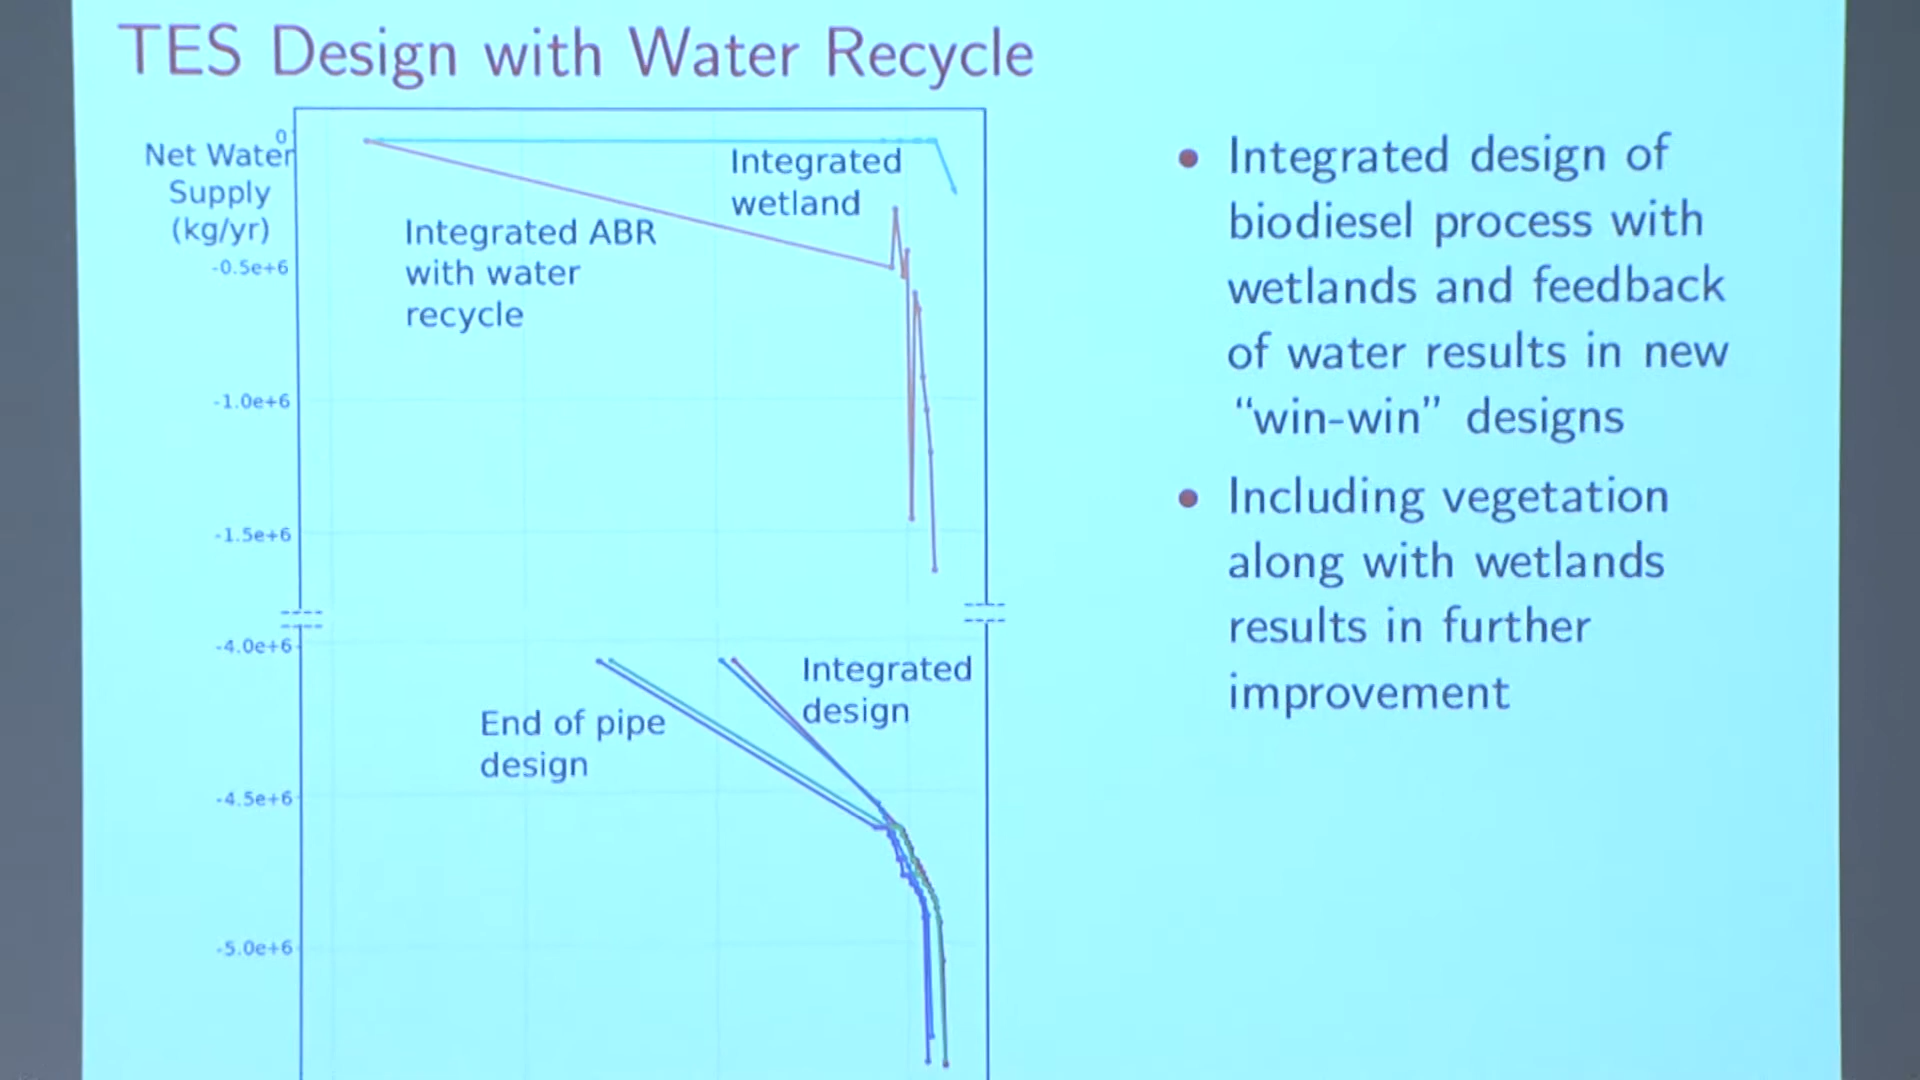 TES Design with Water Recycle
Net Water
Supply
(kg/yr)
0
-0.5e+6
-1.0e+6
-1.5e+6
-4.0e+6
-4.5e+6
-5.0e+6
Integrated
wetland
Integrated ABR
with water
recycle
Integrated
design
End of pipe
design
• Integrated design of
biodiesel process with
wetlands and feedback
of water results in new
“win-win” designs
• Including vegetation
along with wetlands
results in further
improvement